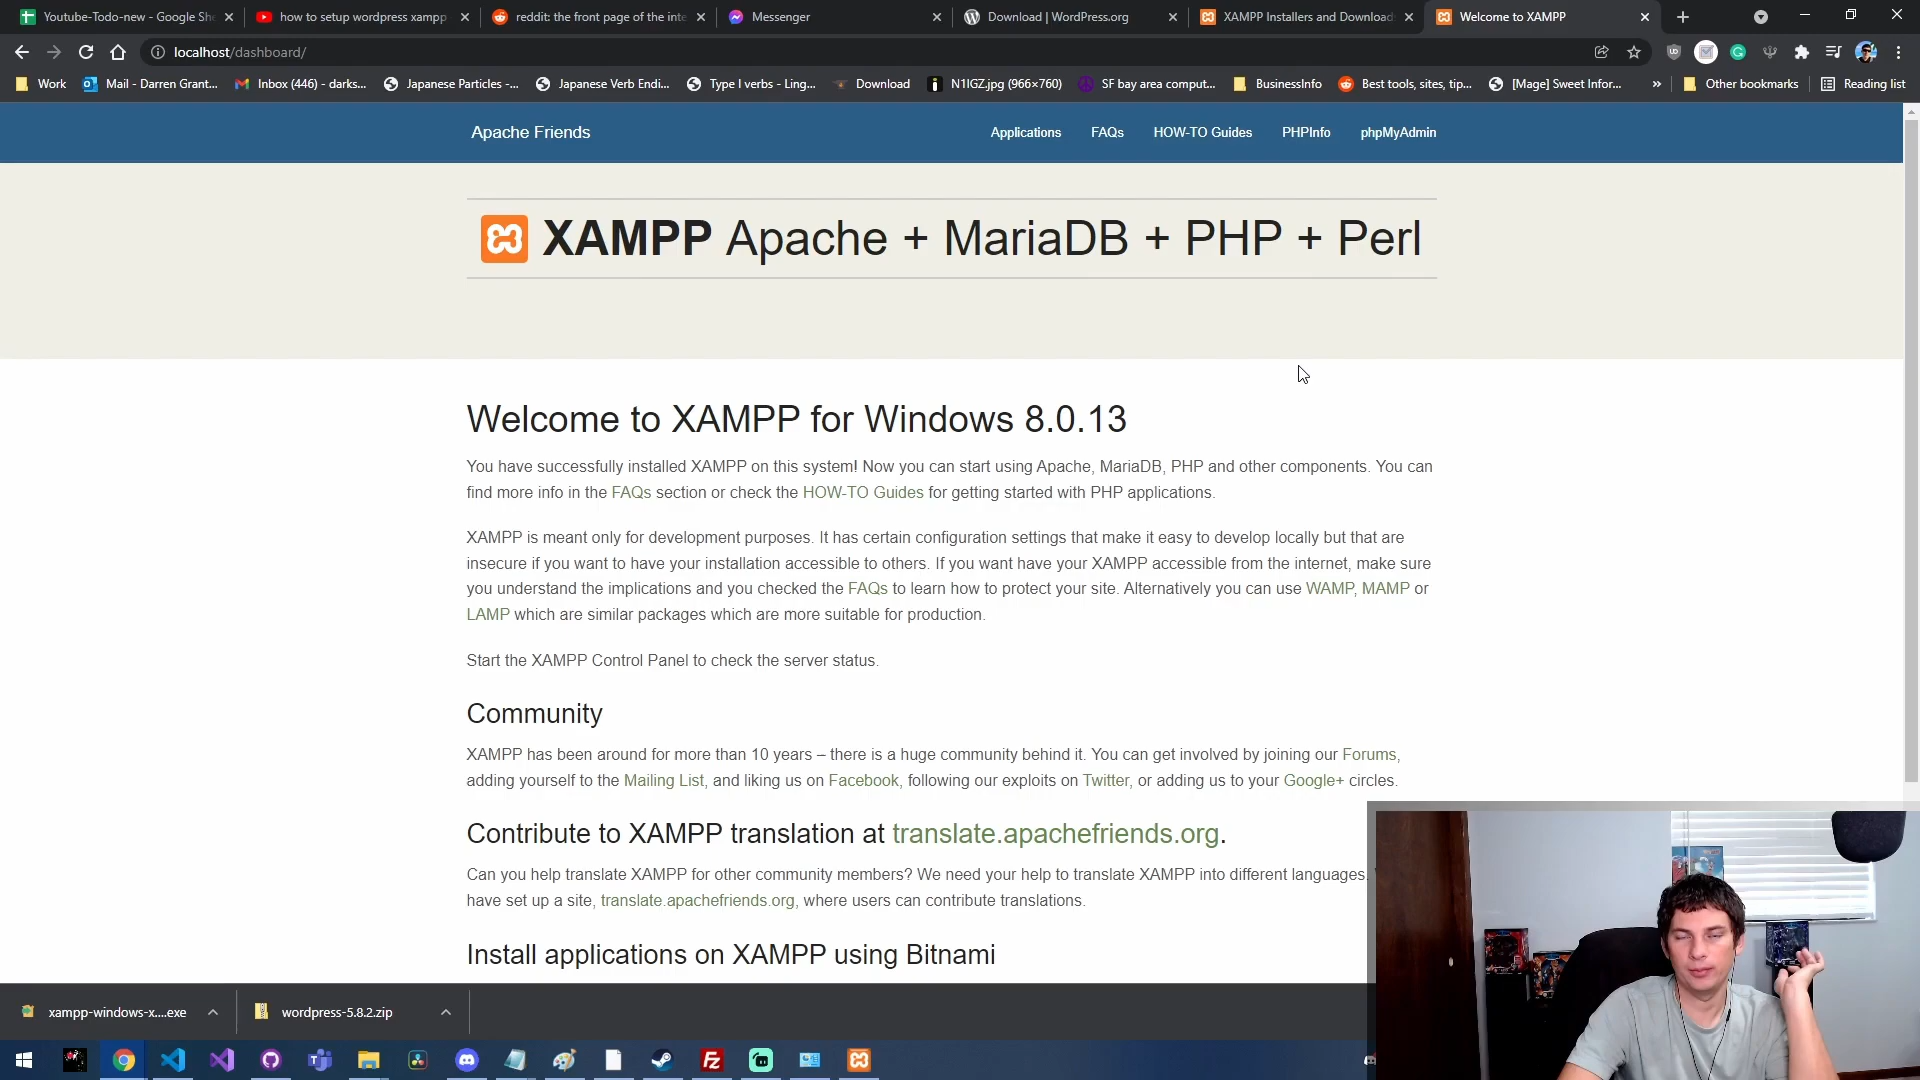 Youtube-Todo-new - Google She
how to setup wordpress xampp
reddit: the front page of the inte
Messenger
Download | WordPress.org
XAMPP Installers and Download
Welcome to XAMPP
localhost/dashboard/
Work
Mail - Darren Grant...
Inbox (446) - darks...
Japanese Particles -...
Japanese Verb Endi...
Type I verbs - Ling...
Download
N1IGZ.jpg (966×760)
SF bay area comput...
BusinessInfo
Best tools, sites, tip...
[Mage] Sweet Infor...
»
Other bookmarks
Reading list
Apache Friends
Applications
FAQs
HOW-TO Guides
PHPInfo
phpMyAdmin
XAMPP Apache + MariaDB + PHP + Perl
Welcome to XAMPP for Windows 8.0.13
You have successfully installed XAMPP on this system! Now you can start using Apache, MariaDB, PHP and other components. You can
find more info in the FAQs section or check the HOW-TO Guides for getting started with PHP applications.
XAMPP is meant only for development purposes. It has certain configuration settings that make it easy to develop locally but that are
insecure if you want to have your installation accessible to others. If you want have your XAMPP accessible from the internet, make sure
you understand the implications and you checked the FAQs to learn how to protect your site. Alternatively you can use WAMP, MAMP or
LAMP which are similar packages which are more suitable for production.
Start the XAMPP Control Panel to check the server status.
Community
XAMPP has been around for more than 10 years – there is a huge community behind it. You can get involved by joining our Forums,
adding yourself to the Mailing List, and liking us on Facebook, following our exploits on Twitter, or adding us to your Google+ circles.
Contribute to XAMPP translation at translate.apachefriends.org.
Can you help translate XAMPP for other community members? We need your help to translate XAMPP into different languages.
have set up a site, translate.apachefriends.org, where users can contribute translations.
Install applications on XAMPP using Bitnami
xampp-windows-x....exe
wordpress-5.8.2.zip